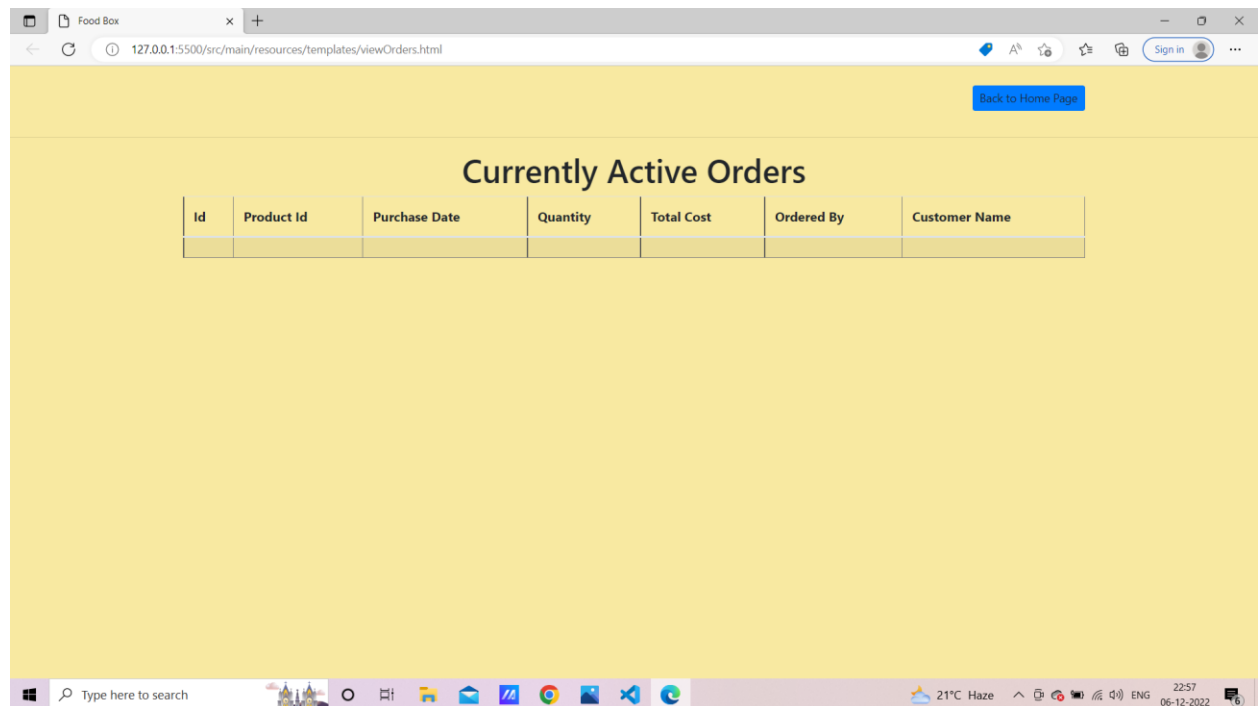 Food Box
127.0.0.1:5500/src/main/resources/templates/viewOrders.html
Sign in
Back to Home Page
Currently Active Orders
Id Product Id Purchase Date Quantity Total Cost Ordered By Customer Name
Type here to search
21°C Haze
ENG
22:57
06-12-2022
6